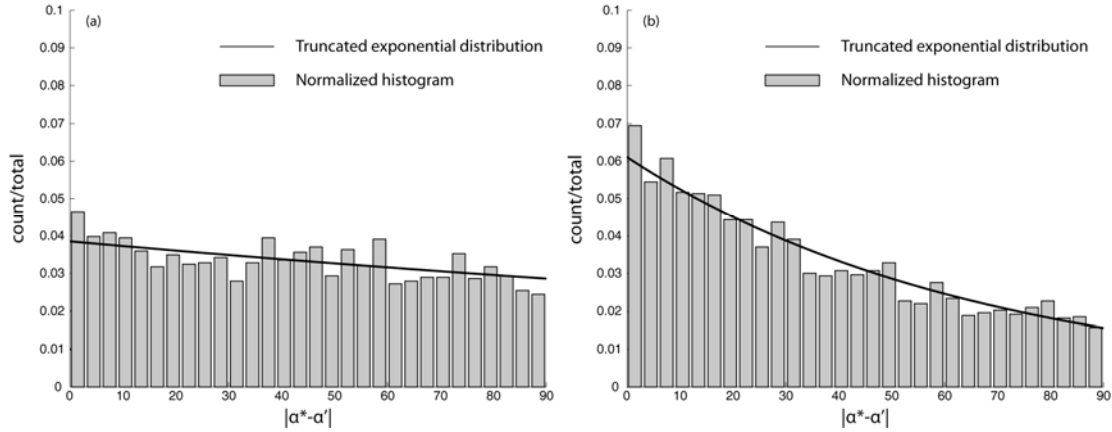 (a)
Truncated exponential distribution
Normalized histogram
count/total
0.1
0.09
0.08
0.07
0.06
0.05
0.04
0.03
0.02
0.01
0
0 10 20 30 40 50 60 70 80 90
|α*-α'|
(b)
Truncated exponential distribution
Normalized histogram
count/total
0.1
0.09
0.08
0.07
0.06
0.05
0.04
0.03
0.02
0.01
0
0 10 20 30 40 50 60 70 80 90
|α*-α'|